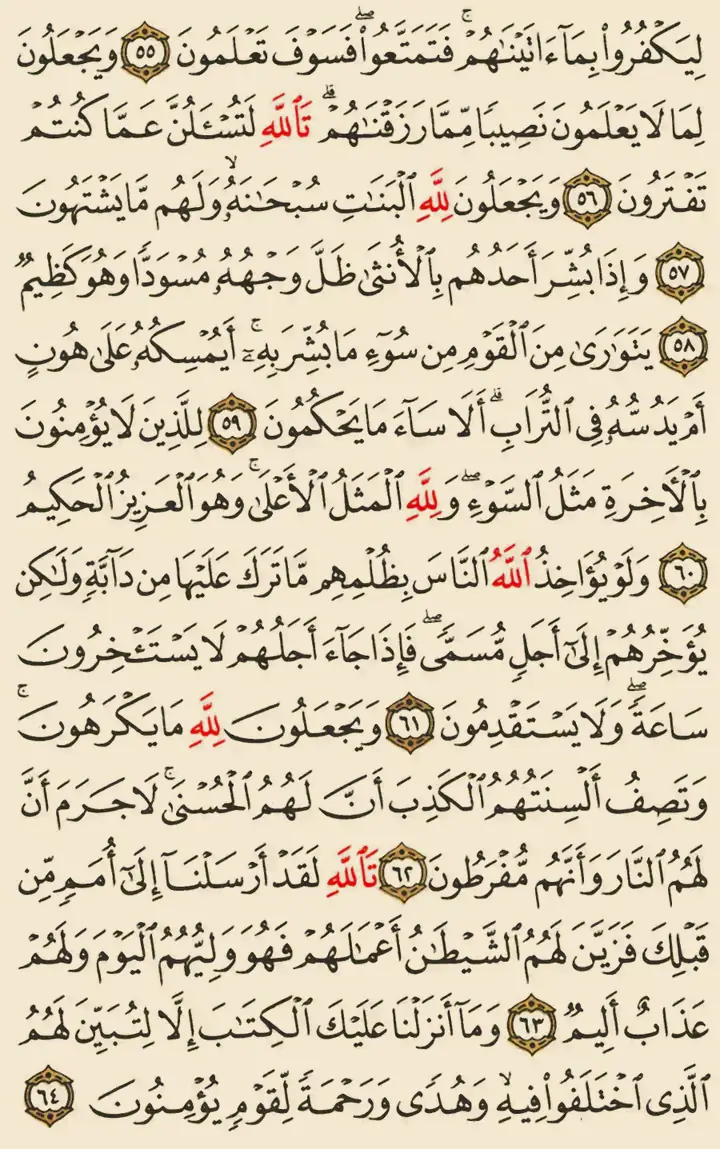 لِيَكْفُرُوا۟ بِمَآ ءَاتَيْنَـٰهُمْ ۚ فَتَمَتَّعُوا۟ ۖ فَسَوْفَ تَعْلَمُونَ ٥٥ وَيَجْعَلُونَ
لِمَا لَا يَعْلَمُونَ نَصِيبًا مِّمَّا رَزَقْنَـٰهُمْ ۗ تَٱللَّهِ لَتُسْـَٔلُنَّ عَمَّا كُنتُمْ
تَفْتَرُونَ ٥٦ وَيَجْعَلُونَ لِلَّهِ ٱلْبَنَـٰتِ سُبْحَـٰنَهُۥ ۙ وَلَهُم مَّا يَشْتَهُونَ
٥٧ وَإِذَا بُشِّرَ أَحَدُهُم بِٱلْأُنثَىٰ ظَلَّ وَجْهُهُۥ مُسْوَدًّا وَهُوَ كَظِيمٌ
٥٨ يَتَوَٰرَىٰ مِنَ ٱلْقَوْمِ مِن سُوٓءِ مَا بُشِّرَ بِهِۦٓ ۚ أَيُمْسِكُهُۥ عَلَىٰ هُونٍ
أَمْ يَدُسُّهُۥ فِى ٱلتُّرَابِ ۗ أَلَا سَآءَ مَا يَحْكُمُونَ ٥٩ لِلَّذِينَ لَا يُؤْمِنُونَ
بِٱلْـَٔاخِرَةِ مَثَلُ ٱلسَّوْءِ ۖ وَلِلَّهِ ٱلْمَثَلُ ٱلْأَعْلَىٰ ۚ وَهُوَ ٱلْعَزِيزُ ٱلْحَكِيمُ
٦٠ وَلَوْ يُؤَاخِذُ ٱللَّهُ ٱلنَّاسَ بِظُلْمِهِم مَّا تَرَكَ عَلَيْهَا مِن دَآبَّةٍ وَلَـٰكِن
يُؤَخِّرُهُمْ إِلَىٰٓ أَجَلٍ مُّسَمًّى ۖ فَإِذَا جَآءَ أَجَلُهُمْ لَا يَسْتَـْٔخِرُونَ
سَاعَةً ۖ وَلَا يَسْتَقْدِمُونَ ٦١ وَيَجْعَلُونَ لِلَّهِ مَا يَكْرَهُونَ ۚ
وَتَصِفُ أَلْسِنَتُهُمُ ٱلْكَذِبَ أَنَّ لَهُمُ ٱلْحُسْنَىٰ ۖ لَا جَرَمَ أَنَّ
لَهُمُ ٱلنَّارَ وَأَنَّهُم مُّفْرَطُونَ ٦٢ تَٱللَّهِ لَقَدْ أَرْسَلْنَآ إِلَىٰٓ أُمَمٍ مِّن
قَبْلِكَ فَزَيَّنَ لَهُمُ ٱلشَّيْطَـٰنُ أَعْمَـٰلَهُمْ فَهُوَ وَلِيُّهُمُ ٱلْيَوْمَ وَلَهُمْ
عَذَابٌ أَلِيمٌ ٦٣ وَمَآ أَنزَلْنَا عَلَيْكَ ٱلْكِتَـٰبَ إِلَّا لِتُبَيِّنَ لَهُمُ
ٱلَّذِى ٱخْتَلَفُوا۟ فِيهِ ۙ وَهُدًى وَرَحْمَةً لِّقَوْمٍ يُؤْمِنُونَ ٦٤